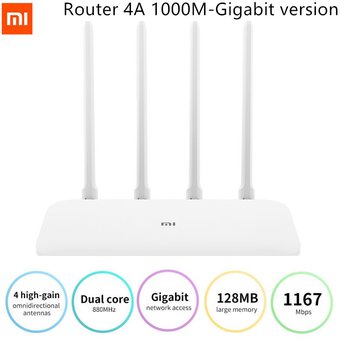 mi
Router 4A 1000M-Gigabit version
mi
4 high-gain
omnidirectional
antennas
Dual core
880MHz
Gigabit
network access
128MB
large memory
1167
Mbps